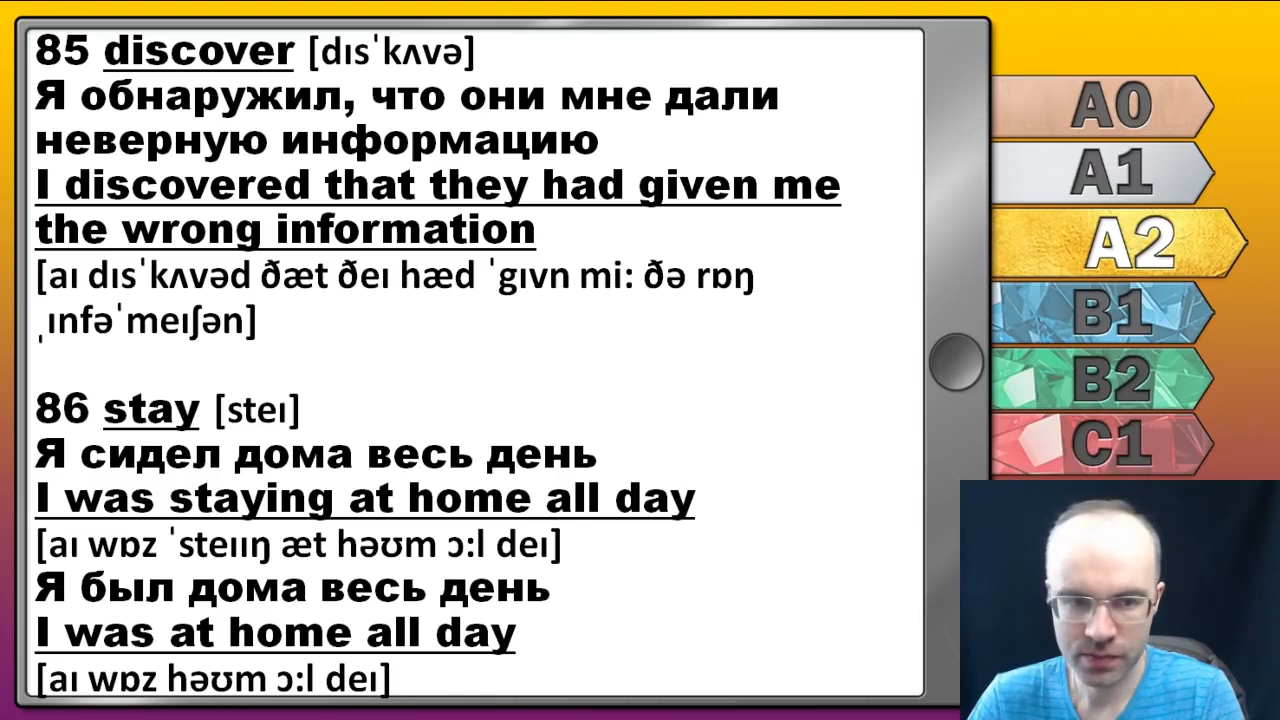 85 discover [dɪsˈkʌvə]
Я обнаружил, что они мне дали
неверную информацию
I discovered that they had given me
the wrong information
[aɪ dɪsˈkʌvəd ðæt ðeɪ hæd ˈgɪvn mi: ðə rɒŋ
ˌɪnfəˈmeɪʃən]
86 stay [steɪ]
Я сидел дома весь день
I was staying at home all day
[aɪ wɒz ˈsteɪɪŋ æt həʊm ɔ:l deɪ]
Я был дома весь день
I was at home all day
[aɪ wɒz həʊm ɔ:l deɪ]
A0
A1
A2
B1
B2
C1